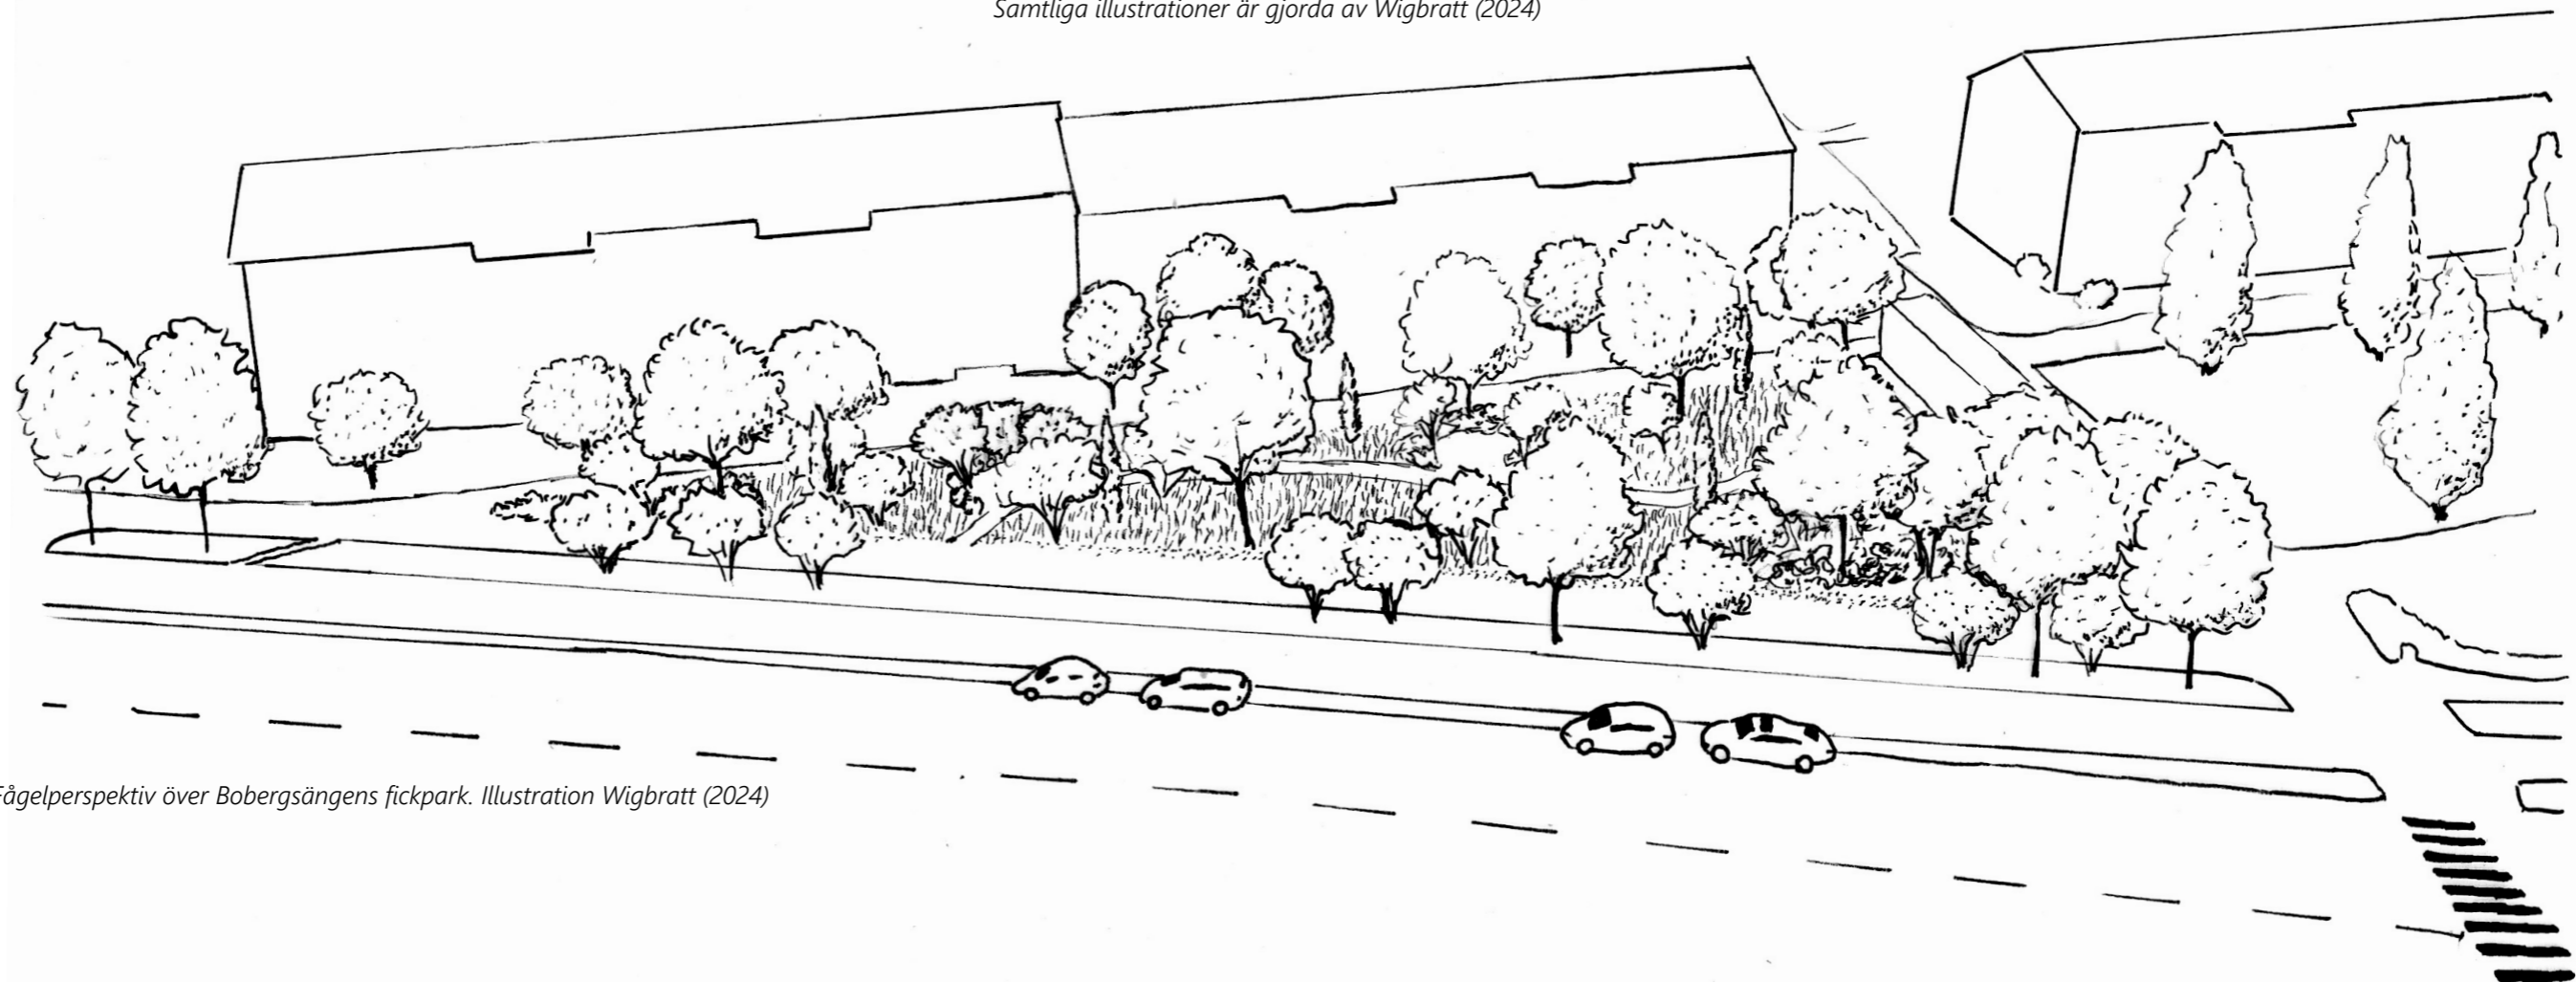 Samtliga illustrationer är gjorda av Wigbratt (2024)
Fågelperspektiv över Bobergsängens fickpark. Illustration Wigbratt (2024)